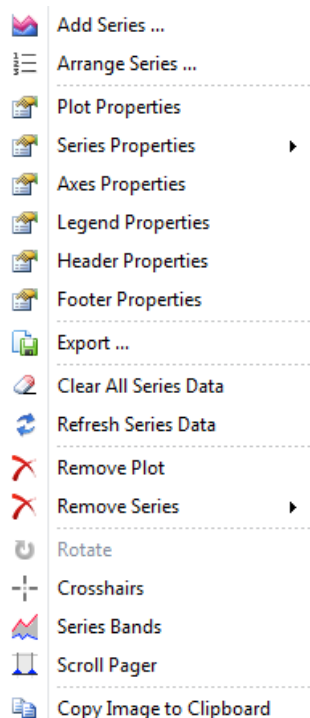 Add Series ...
Arrange Series ...
Plot Properties
Series Properties
Axes Properties
Legend Properties
Header Properties
Footer Properties
Export ...
Clear All Series Data
Refresh Series Data
Remove Plot
Remove Series
Rotate
Crosshairs
Series Bands
Scroll Pager
Copy Image to Clipboard